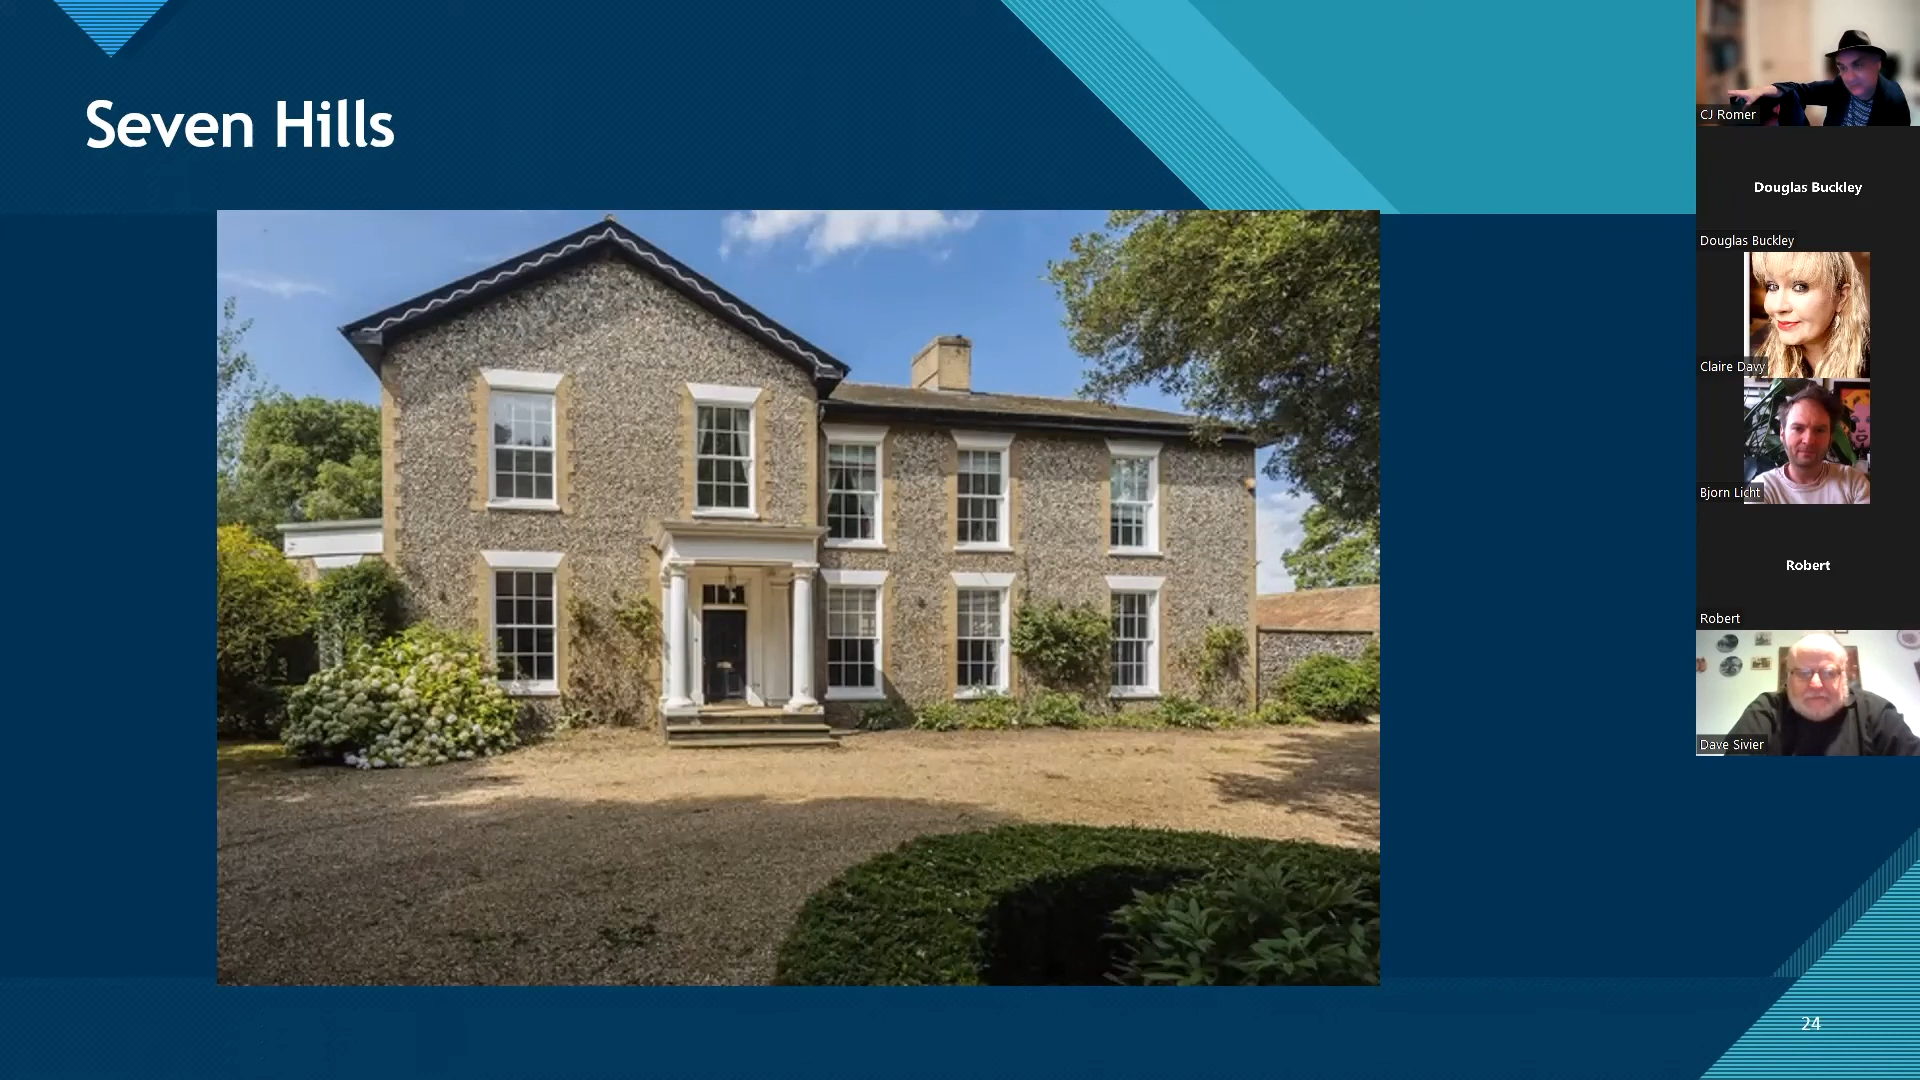 Seven Hills
CJ Romer
Douglas Buckley
Douglas Buckley
Claire Davy
Bjorn Licht
Robert
Robert
Dave Sivier
24